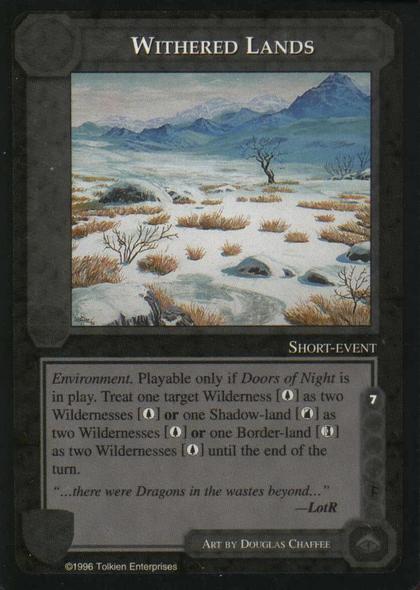 WITHERED LANDS
SHORT-EVENT
Environment. Playable only if Doors of Night is
in play. Treat one target Wilderness [ ] as two
Wildernesses [ ] or one Shadow-land [ ] as
two Wildernesses [ ] or one Border-land [ ]
as two Wildernesses [ ] until the end of the
turn.
7
“...there were Dragons in the wastes beyond...”
—LotR
ART BY DOUGLAS CHAFFEE
©1996 Tolkien Enterprises